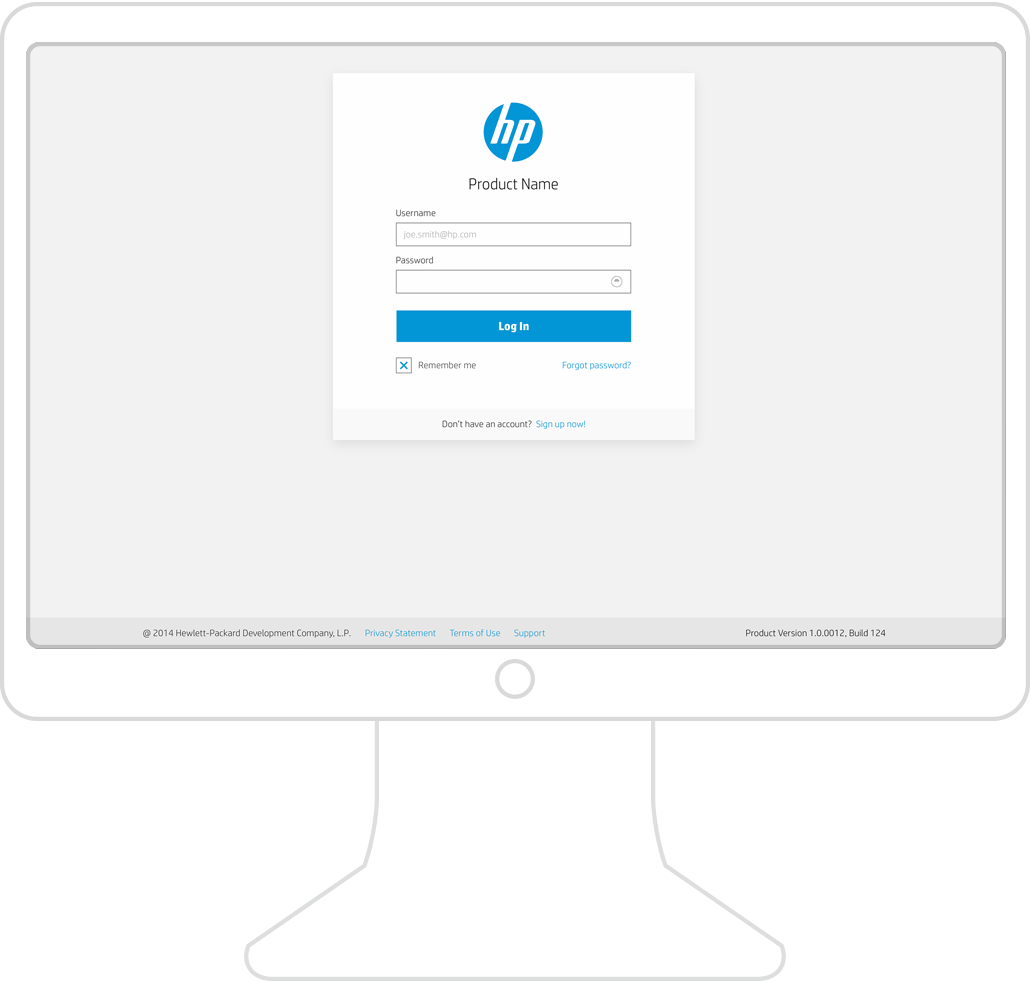 hp
Product Name
Username
joe.smith@hp.com
Password
Log In
Remember me Forgot password?
Don't have an account? Sign up now!
@ 2014 Hewlett-Packard Development Company, L.P. Privacy Statement Terms of Use Support Product Version 1.0.0012, Build 124